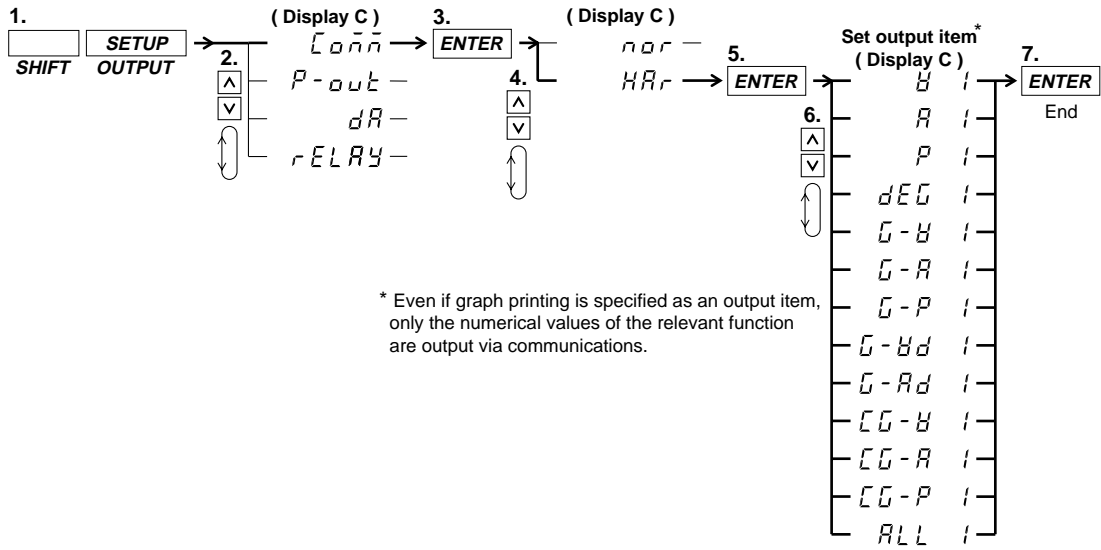 1.
SETUP
SHIFT OUTPUT
2.
( Display C )
Conn
P-out
dA
rELAY
3.
ENTER
4.
( Display C )
nor
HAr
5.
ENTER
6.
Set output item*
( Display C )
V 1
A 1
P 1
dEG 1
G-V 1
G-A 1
G-P 1
G-Vd 1
G-Ad 1
CG-V 1
CG-A 1
CG-P 1
ALL 1
7.
ENTER
End
* Even if graph printing is specified as an output item,
only the numerical values of the relevant function
are output via communications.